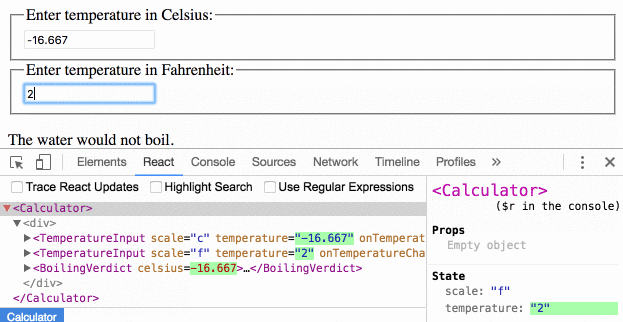 Enter temperature in Celsius:
-16.667
Enter temperature in Fahrenheit:
2
The water would not boil.
Elements React Console Sources Network Timeline Profiles »
Trace React Updates Highlight Search Use Regular Expressions
<Calculator>
<div>
<TemperatureInput scale="c" temperature="-16.667" onTemperat
<TemperatureInput scale="f" temperature="2" onTemperatureCha
<BoilingVerdict celsius=-16.667>…</BoilingVerdict>
</div>
</Calculator>
Calculator
<Calculator>
($r in the console)
Props
Empty object
State
scale: "f"
temperature: "2"